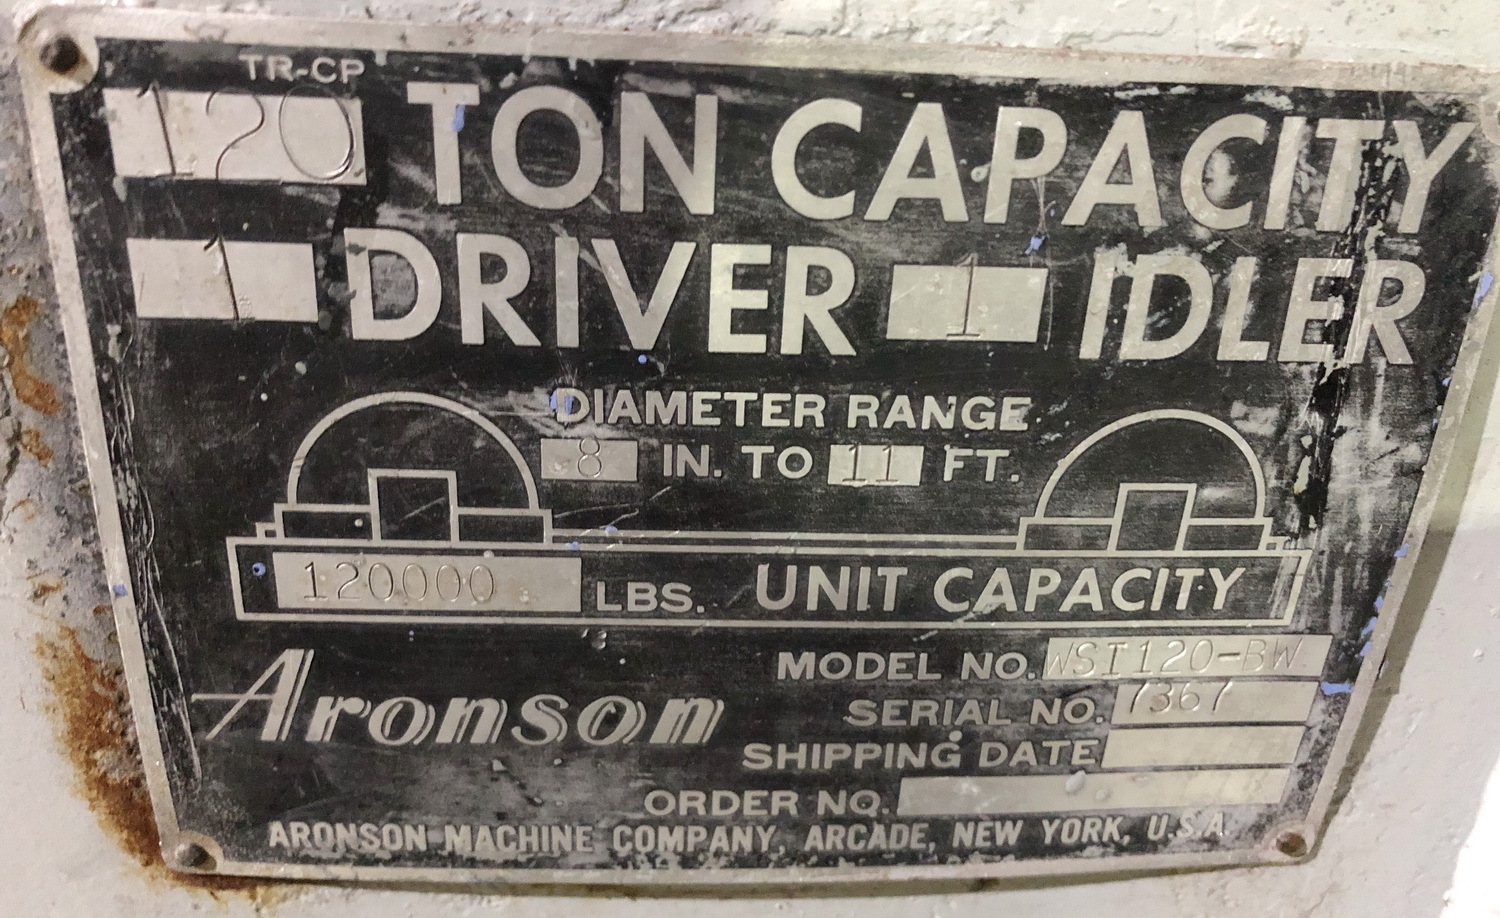 TR-CP
120 TON CAPACITY
1 DRIVER 1 IDLER
DIAMETER RANGE
8 IN. TO 11 FT.
120000 LBS. UNIT CAPACITY
Aronson
MODEL NO. WSI120-BW
SERIAL NO. 7367
SHIPPING DATE
ORDER NO.
ARONSON MACHINE COMPANY, ARCADE, NEW YORK, U.S.A.